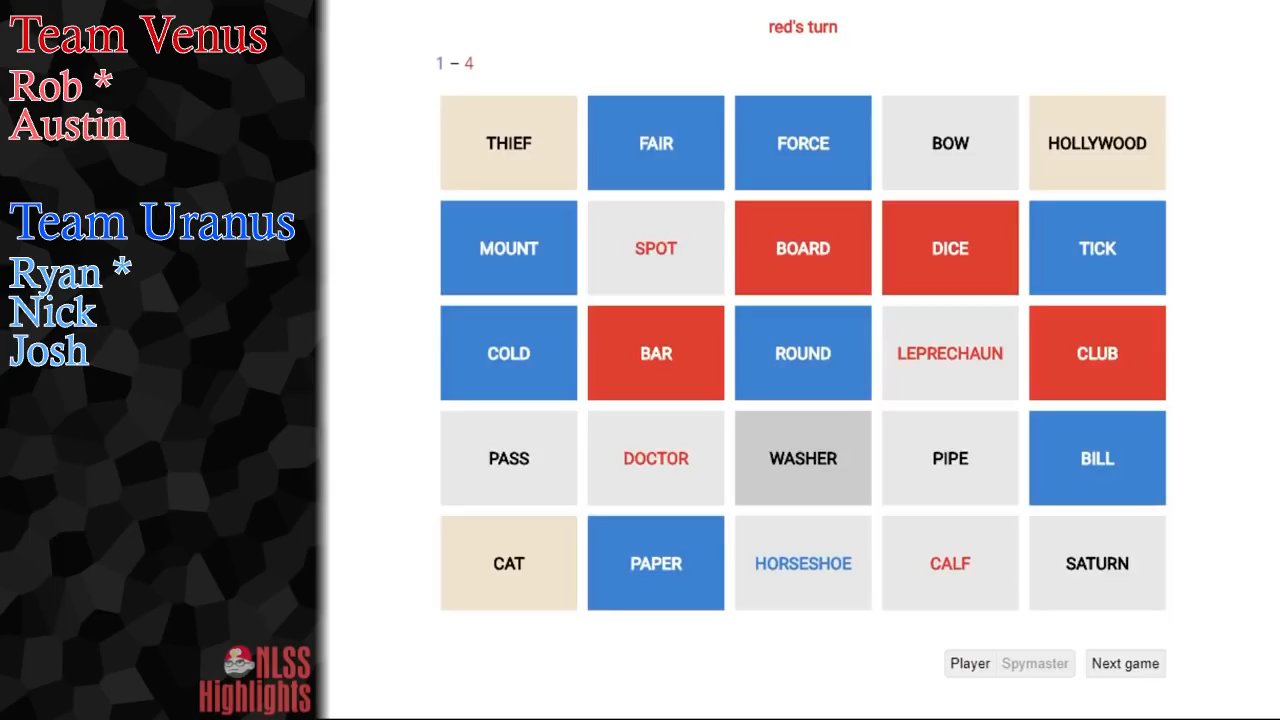 Team Venus
Rob *
Austin
Team Uranus
Ryan *
Nick
Josh
NLSS
Highlights
red's turn
1 – 4
THIEF FAIR FORCE BOW HOLLYWOOD
MOUNT SPOT BOARD DICE TICK
COLD BAR ROUND LEPRECHAUN CLUB
PASS DOCTOR WASHER PIPE BILL
CAT PAPER HORSESHOE CALF SATURN
Player Spymaster Next game